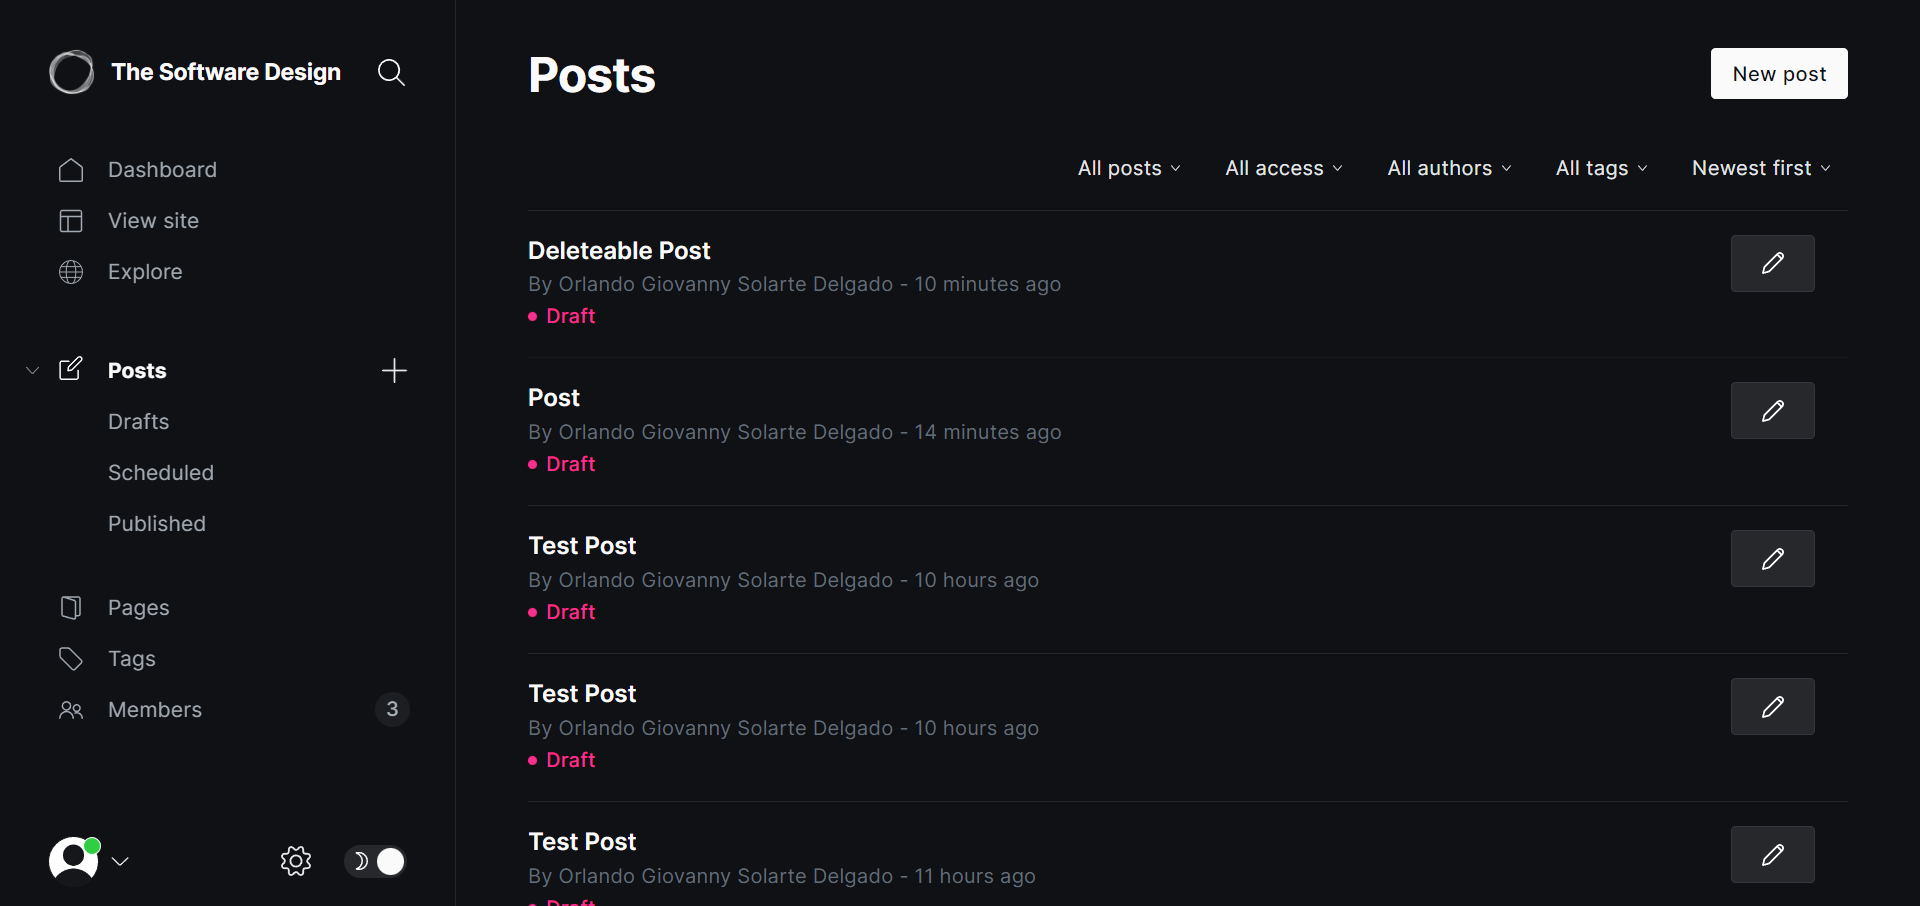 The Software Design
Dashboard
View site
Explore
Posts
Drafts
Scheduled
Published
Pages
Tags
Members
3
Posts
New post
All posts
All access
All authors
All tags
Newest first
Deleteable Post
By Orlando Giovanny Solarte Delgado - 10 minutes ago
Draft
Post
By Orlando Giovanny Solarte Delgado - 14 minutes ago
Draft
Test Post
By Orlando Giovanny Solarte Delgado - 10 hours ago
Draft
Test Post
By Orlando Giovanny Solarte Delgado - 10 hours ago
Draft
Test Post
By Orlando Giovanny Solarte Delgado - 11 hours ago
Draft